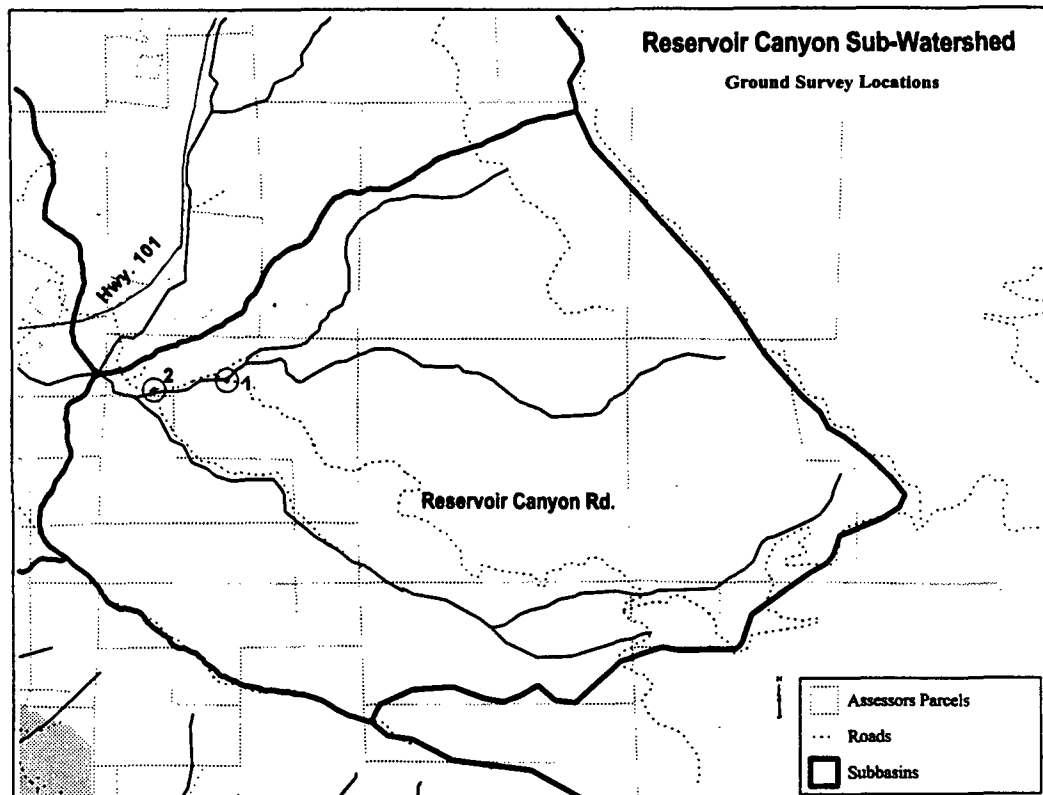 Reservoir Canyon Sub-Watershed
Ground Survey Locations
Hwy. 101
2
1
Reservoir Canyon Rd.
N
Assessors Parcels
Roads
Subbasins